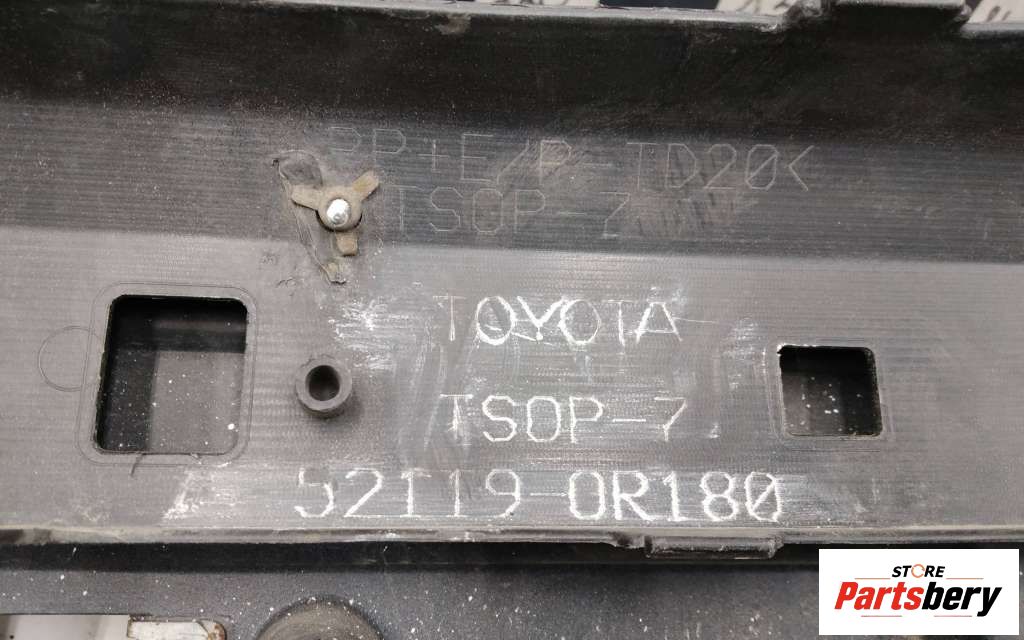 PP+E/P-TD20<
TSOP-7
TOYOTA
TSOP-7
52119-0R180
STORE
Partsbery